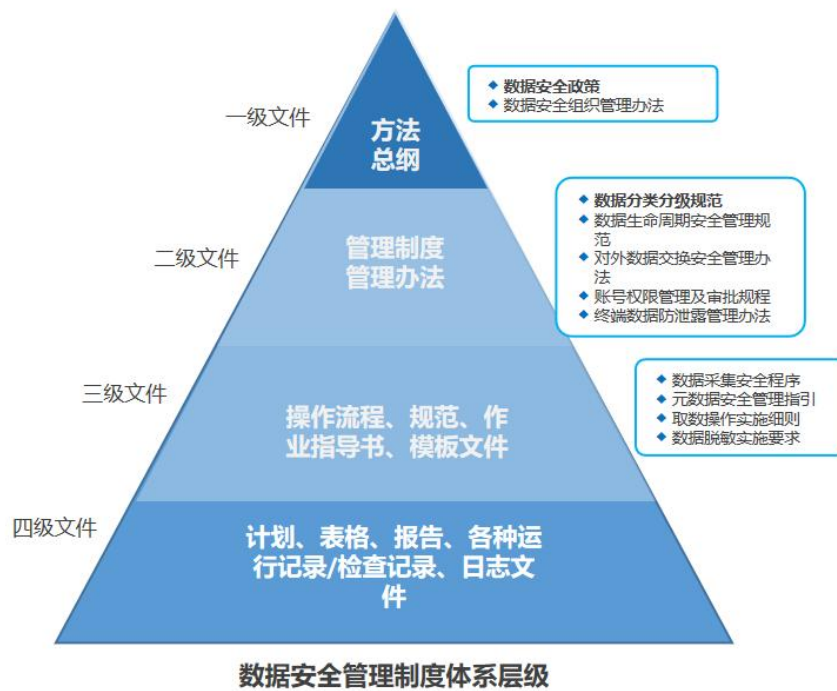 一级文件
方法
总纲
◆ 数据安全政策
◆ 数据安全组织管理办法
二级文件
管理制度
管理办法
◆ 数据分类分级规范
◆ 数据生命周期安全管理规
范
◆ 对外数据交换安全管理办
法
◆ 账号权限管理及审批规程
◆ 终端数据防泄露管理办法
三级文件
操作流程、规范、作
业指导书、模板文件
◆ 数据采集安全程序
◆ 元数据安全管理指引
◆ 取数操作实施细则
◆ 数据脱敏实施要求
四级文件
计划、表格、报告、各种运
行记录/检查记录、日志文
件
数据安全管理制度体系层级